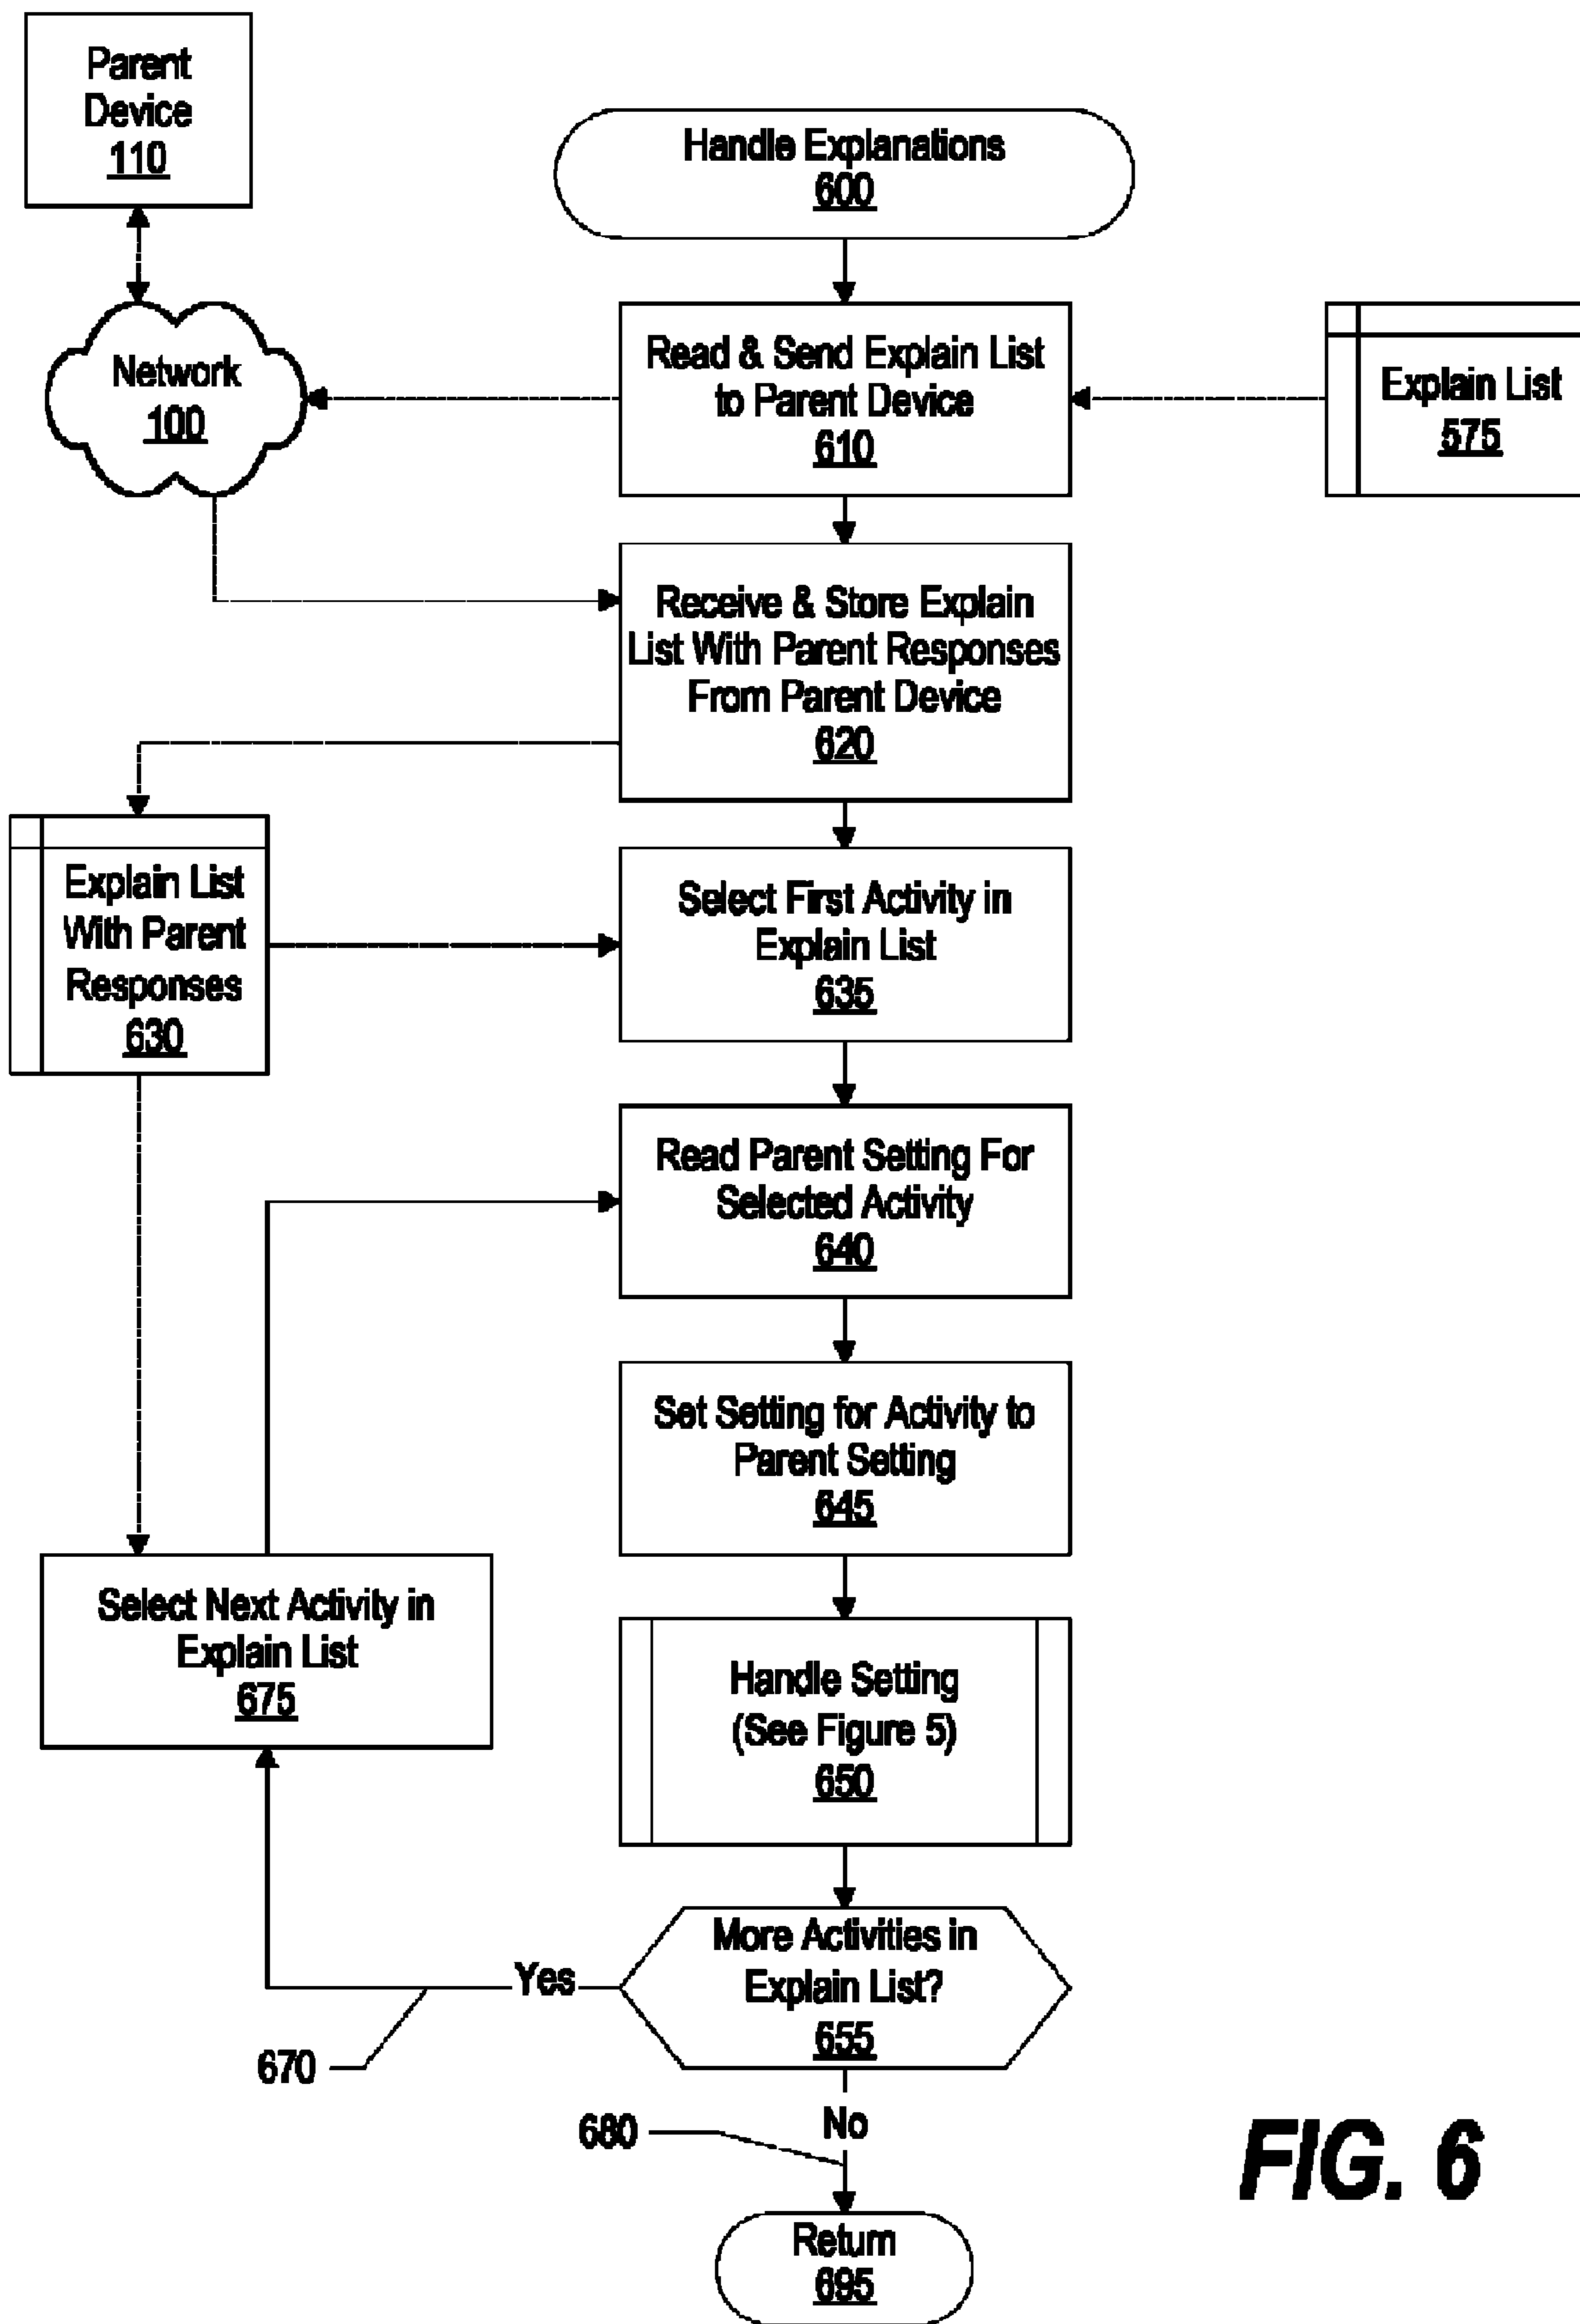 Parent
Device
110
Handle Explanations
600
Network
100
Read & Send Explain List
to Parent Device
610
Explain List
575
Receive & Store Explain
List With Parent Responses
From Parent Device
620
Explain List
With Parent
Responses
630
Select First Activity in
Explain List
635
Read Parent Setting For
Selected Activity
640
Set Setting for Activity to
Parent Setting
645
Select Next Activity in
Explain List
675
Handle Setting
(See Figure 5)
650
More Activities in
Explain List?
655
Yes
670
No
680
Return
695
FIG. 6